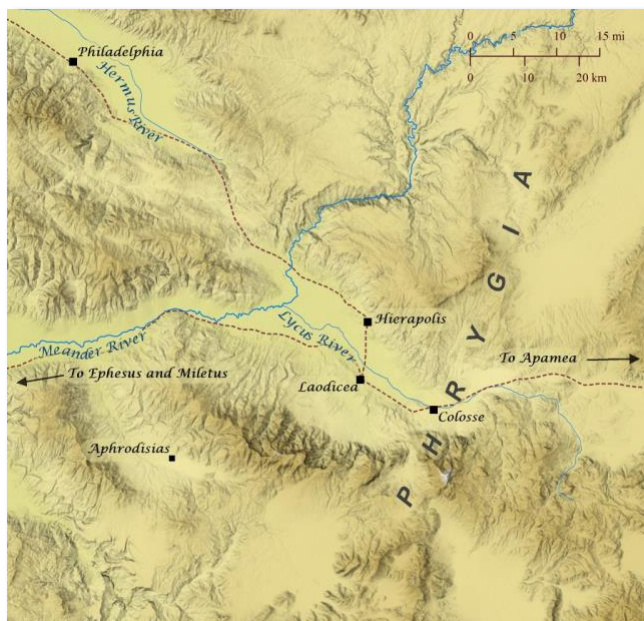 Philadelphia
0 5 10 15 mi
0 10 20 km
Hermus River
PHRYGIA
Hierapolis
Lycus River
Meander River
To Apamea
To Ephesus and Miletus
Laodicea
Colosse
Aphrodisias